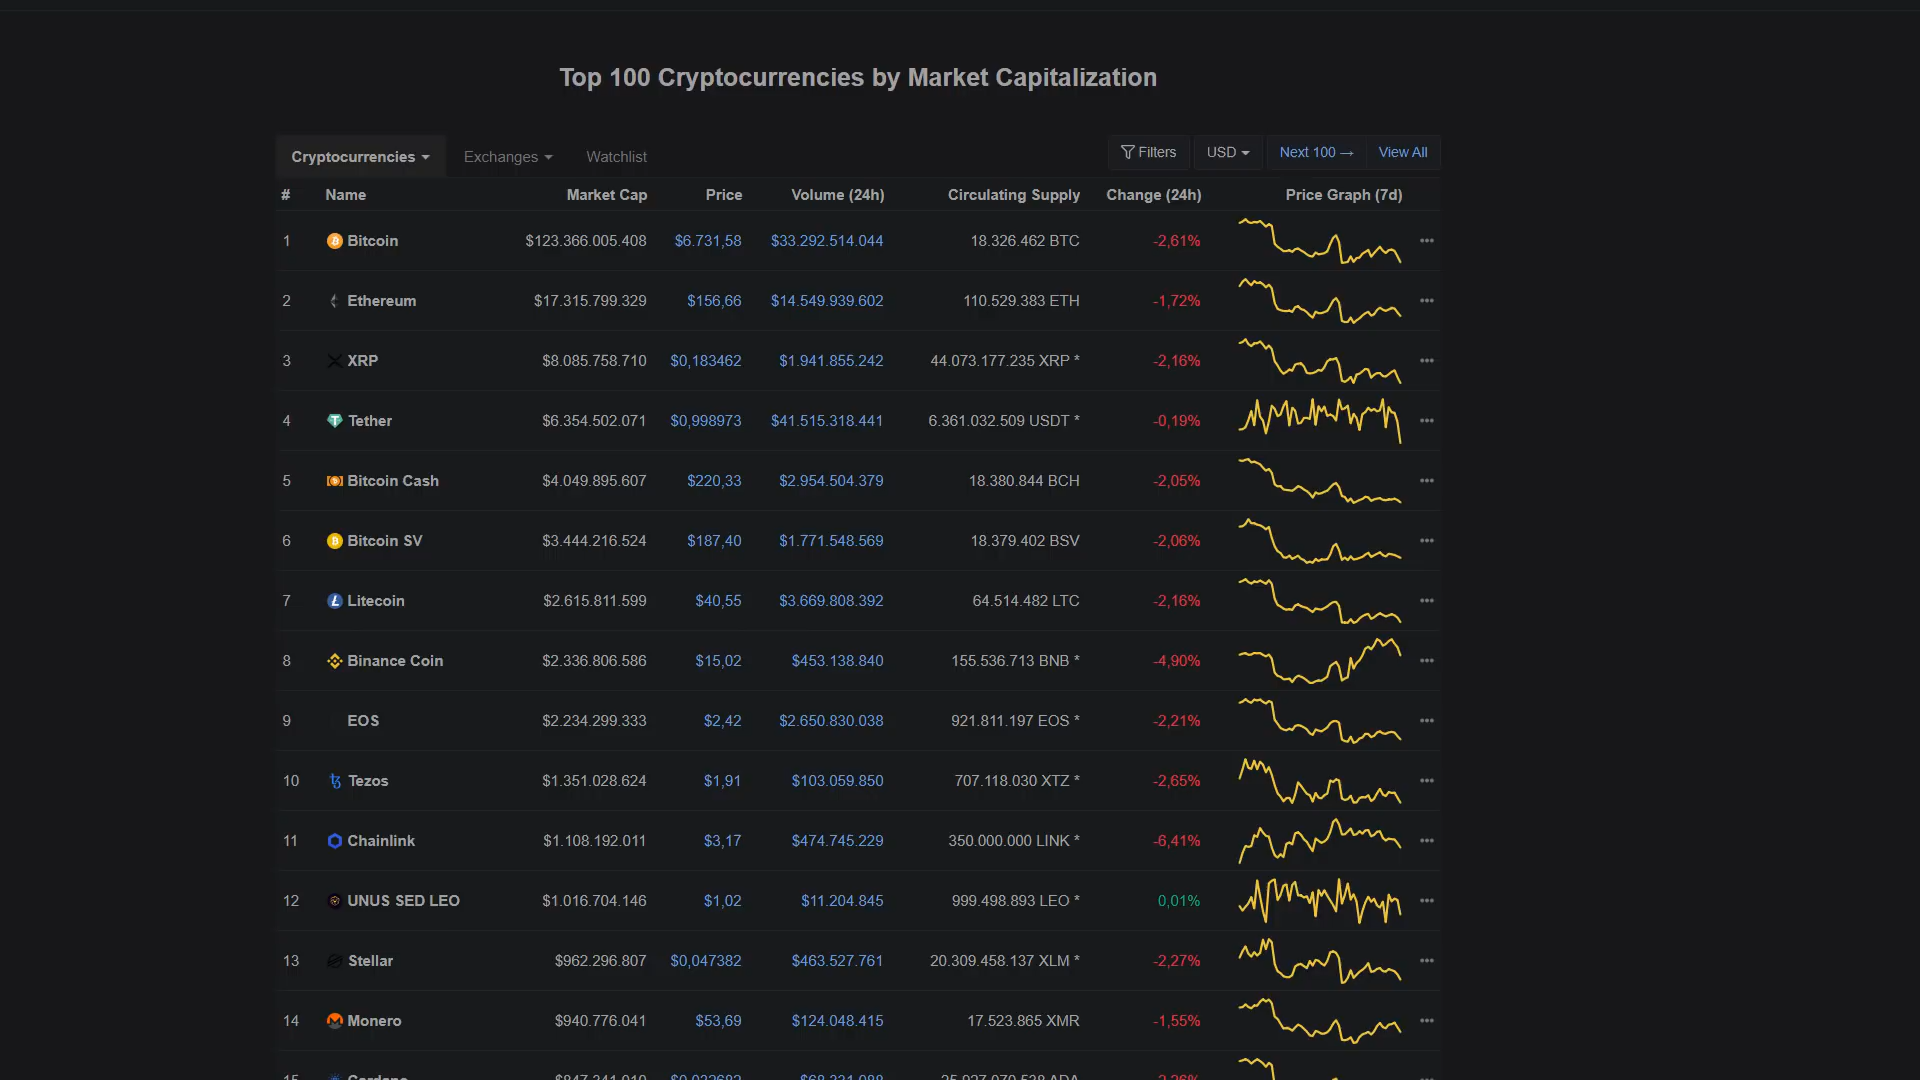 Top 100 Cryptocurrencies by Market Capitalization
Cryptocurrencies Exchanges Watchlist Filters USD Next 100 → View All
# Name Market Cap Price Volume (24h) Circulating Supply Change (24h) Price Graph (7d)
1 Bitcoin $123.366.005.408 $6.731,58 $33.292.514.044 18.326.462 BTC -2,61%
2 Ethereum $17.315.799.329 $156,66 $14.549.939.602 110.529.383 ETH -1,72%
3 XRP $8.085.758.710 $0,183462 $1.941.855.242 44.073.177.235 XRP * -2,16%
4 Tether $6.354.502.071 $0,998973 $41.515.318.441 6.361.032.509 USDT * -0,19%
5 Bitcoin Cash $4.049.895.607 $220,33 $2.954.504.379 18.380.844 BCH -2,05%
6 Bitcoin SV $3.444.216.524 $187,40 $1.771.548.569 18.379.402 BSV -2,06%
7 Litecoin $2.615.811.599 $40,55 $3.669.808.392 64.514.482 LTC -2,16%
8 Binance Coin $2.336.806.586 $15,02 $453.138.840 155.536.713 BNB * -4,90%
9 EOS $2.234.299.333 $2,42 $2.650.830.038 921.811.197 EOS * -2,21%
10 Tezos $1.351.028.624 $1,91 $103.059.850 707.118.030 XTZ * -2,65%
11 Chainlink $1.108.192.011 $3,17 $474.745.229 350.000.000 LINK * -6,41%
12 UNUS SED LEO $1.016.704.146 $1,02 $11.204.845 999.498.893 LEO * 0,01%
13 Stellar $962.296.807 $0,047382 $463.527.761 20.309.458.137 XLM * -2,27%
14 Monero $940.776.041 $53,69 $124.048.415 17.523.865 XMR -1,55%
15 Cardano